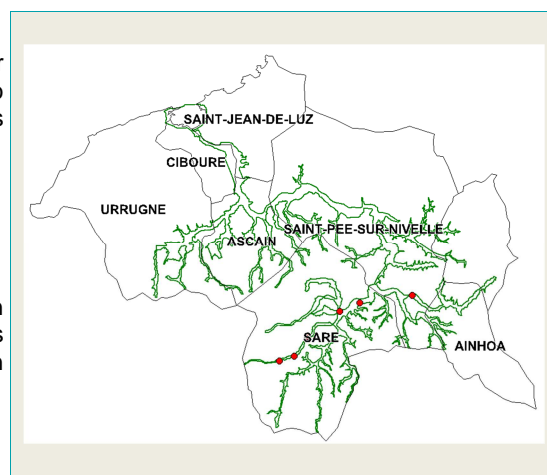 SAINT-JEAN-DE-LUZ
CIBOURE
URRUGNE
ASCAIN
SAINT-PEE-SUR-NIVELLE
SARE
AINHOA